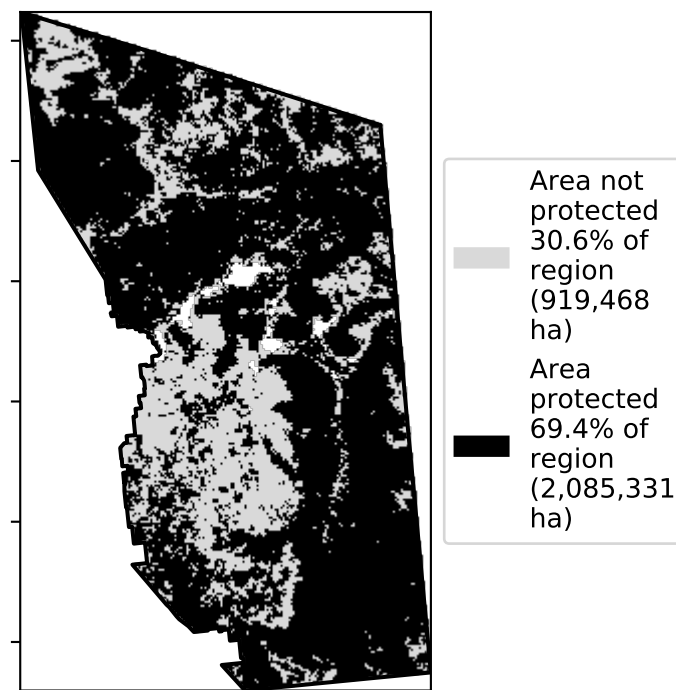 Area not
protected
30.6% of
region
(919,468
ha)
Area
protected
69.4% of
region
(2,085,331
ha)